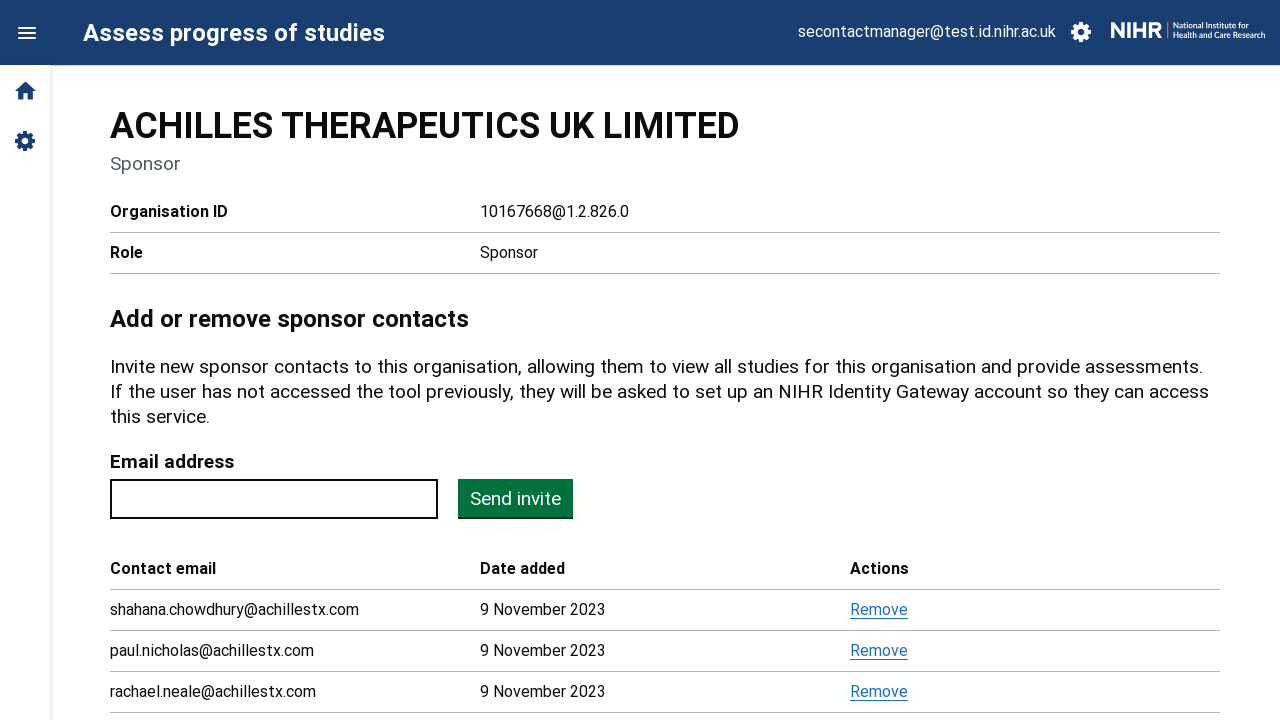 Assess progress of studies
secontactmanager@test.id.nihr.ac.uk
NIHR
National Institute for
Health and Care Research
ACHILLES THERAPEUTICS UK LIMITED
Sponsor
Organisation ID 10167668@1.2.826.0
Role Sponsor
Add or remove sponsor contacts
Invite new sponsor contacts to this organisation, allowing them to view all studies for this organisation and provide assessments.
If the user has not accessed the tool previously, they will be asked to set up an NIHR Identity Gateway account so they can access
this service.
Email address
Send invite
Contact email Date added Actions
shahana.chowdhury@achillestx.com 9 November 2023 Remove
paul.nicholas@achillestx.com 9 November 2023 Remove
rachael.neale@achillestx.com 9 November 2023 Remove